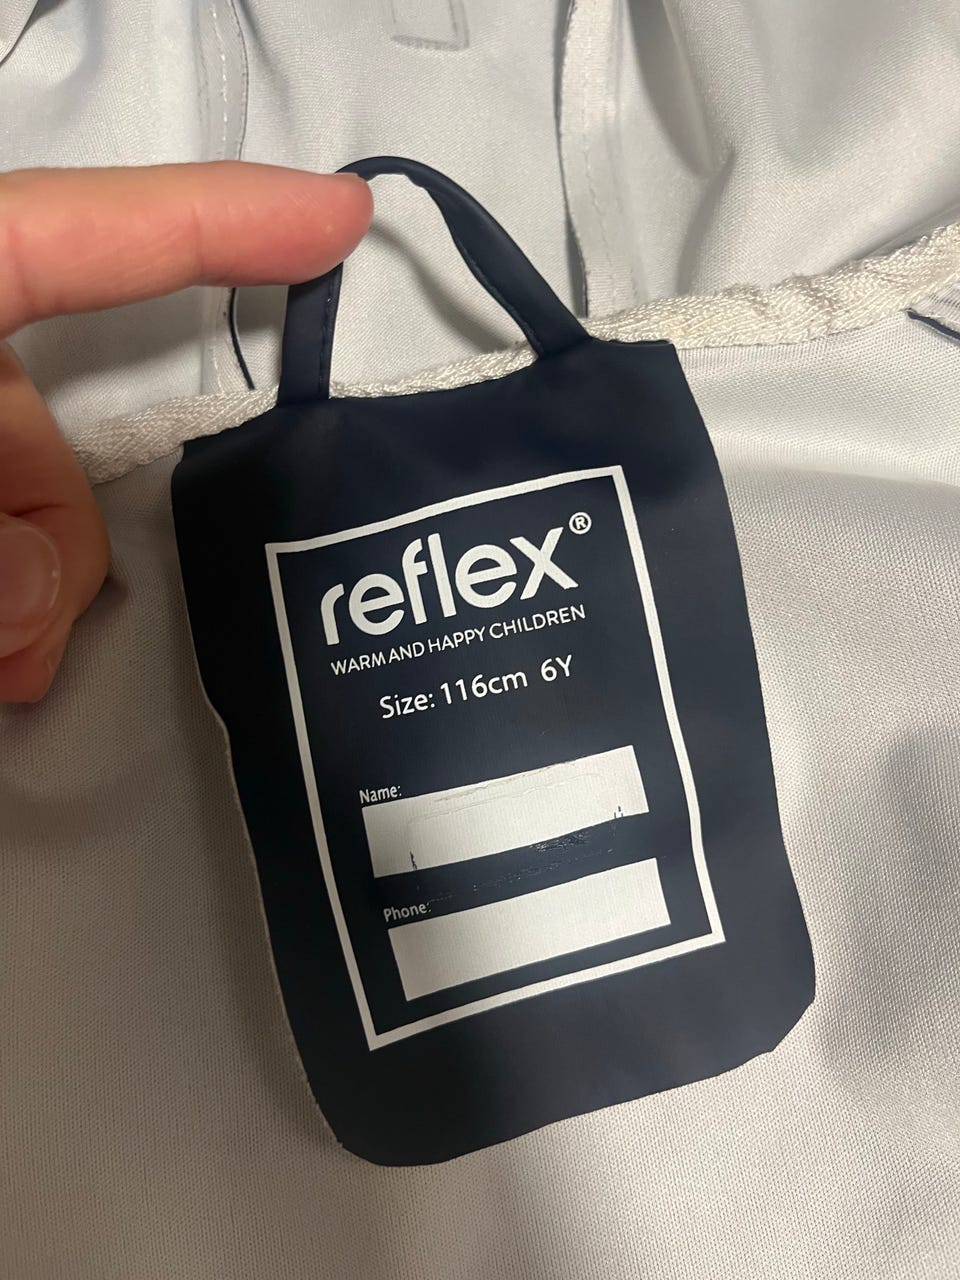 reflex®
WARM AND HAPPY CHILDREN
Size: 116cm 6Y
Name:
Phone: